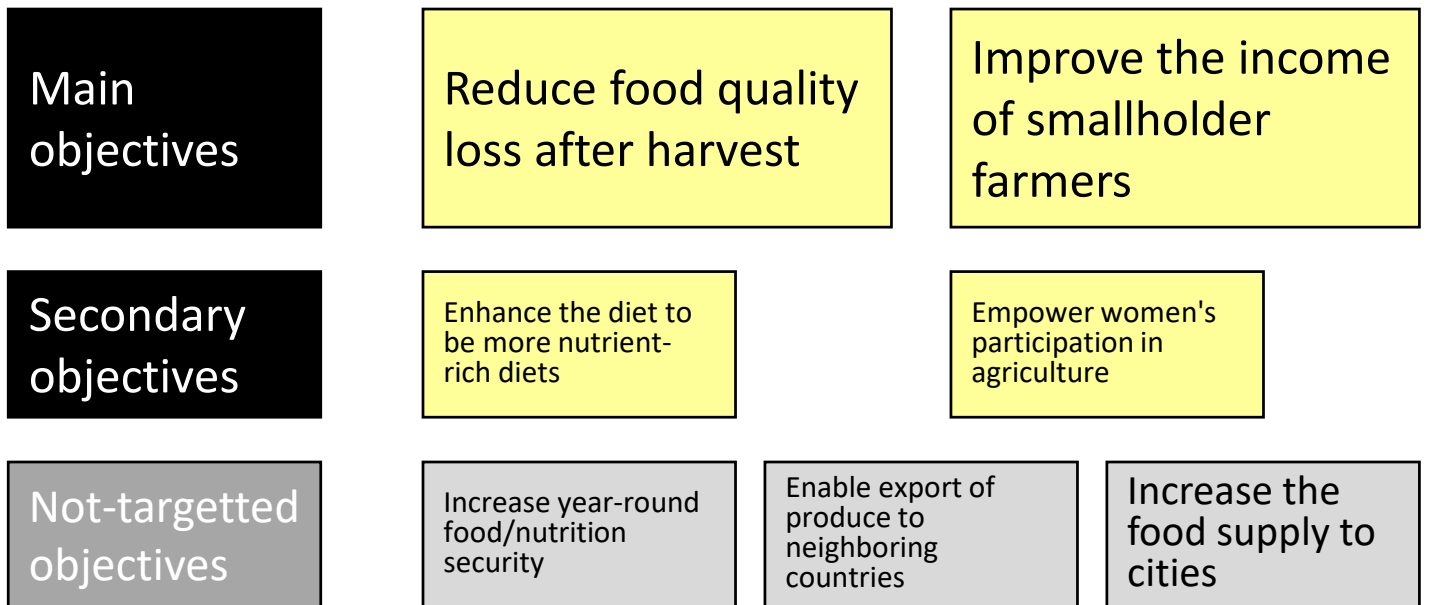 Main
objectives
Reduce food quality
loss after harvest
Improve the income
of smallholder
farmers
Secondary
objectives
Enhance the diet to
be more nutrient-
rich diets
Empower women's
participation in
agriculture
Not-targetted
objectives
Increase year-round
food/nutrition
security
Enable export of
produce to
neighboring
countries
Increase the
food supply to
cities